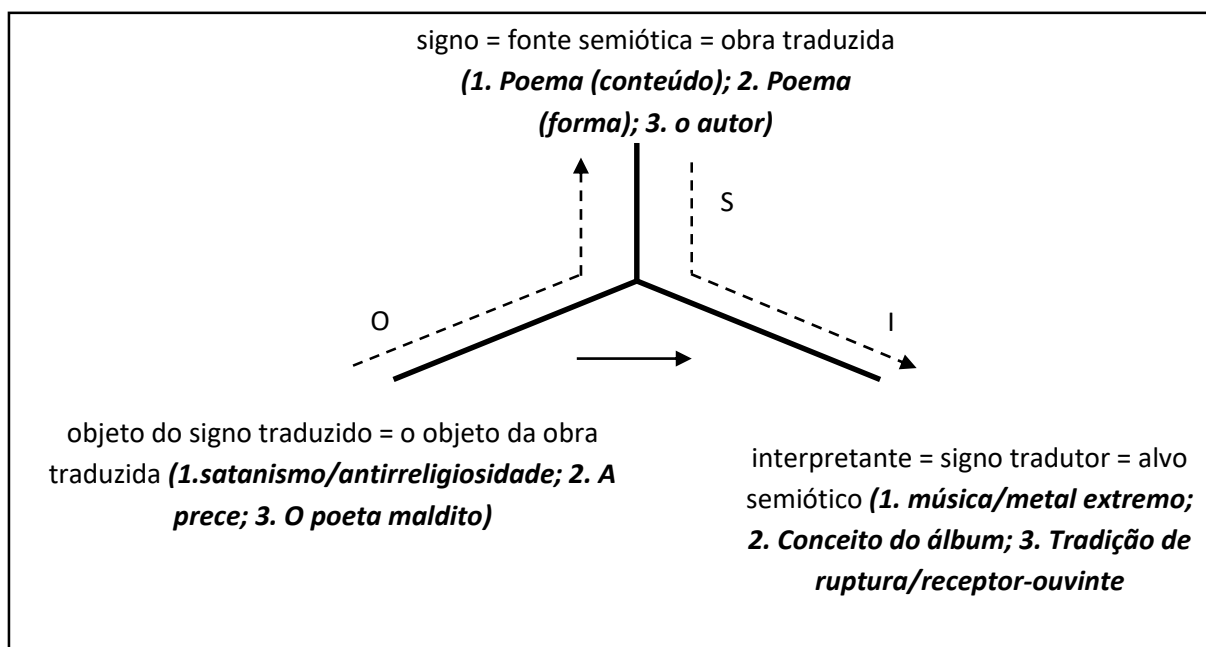 signo = fonte semiótica = obra traduzida
(1. Poema (conteúdo); 2. Poema
(forma); 3. o autor)
S
O
I
objeto do signo traduzido = o objeto da obra
traduzida (1.satanismo/antirreligiosidade; 2. A
prece; 3. O poeta maldito)
interpretante = signo tradutor = alvo
semiótico (1. música/metal extremo;
2. Conceito do álbum; 3. Tradição de
ruptura/receptor-ouvinte